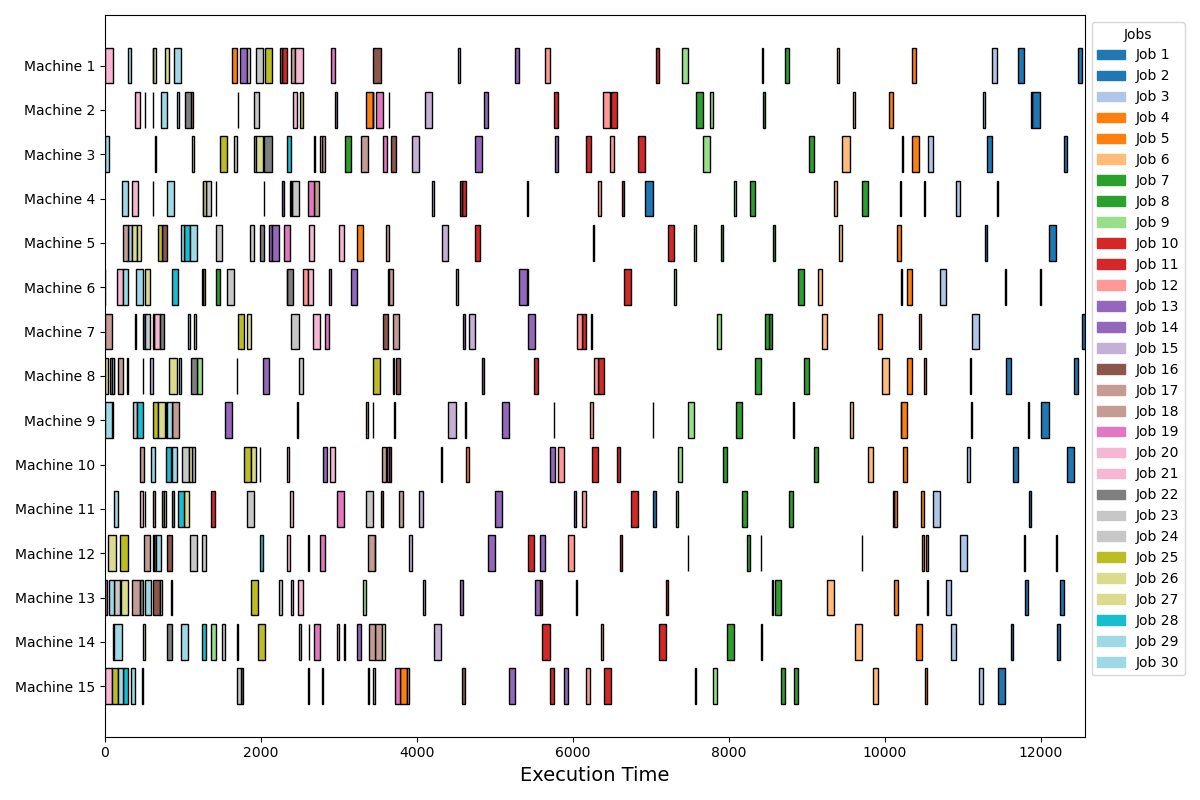 Machine 1
Machine 2
Machine 3
Machine 4
Machine 5
Machine 6
Machine 7
Machine 8
Machine 9
Machine 10
Machine 11
Machine 12
Machine 13
Machine 14
Machine 15
0 2000 4000 6000 8000 10000 12000
Execution Time
Jobs
Job 1
Job 2
Job 3
Job 4
Job 5
Job 6
Job 7
Job 8
Job 9
Job 10
Job 11
Job 12
Job 13
Job 14
Job 15
Job 16
Job 17
Job 18
Job 19
Job 20
Job 21
Job 22
Job 23
Job 24
Job 25
Job 26
Job 27
Job 28
Job 29
Job 30